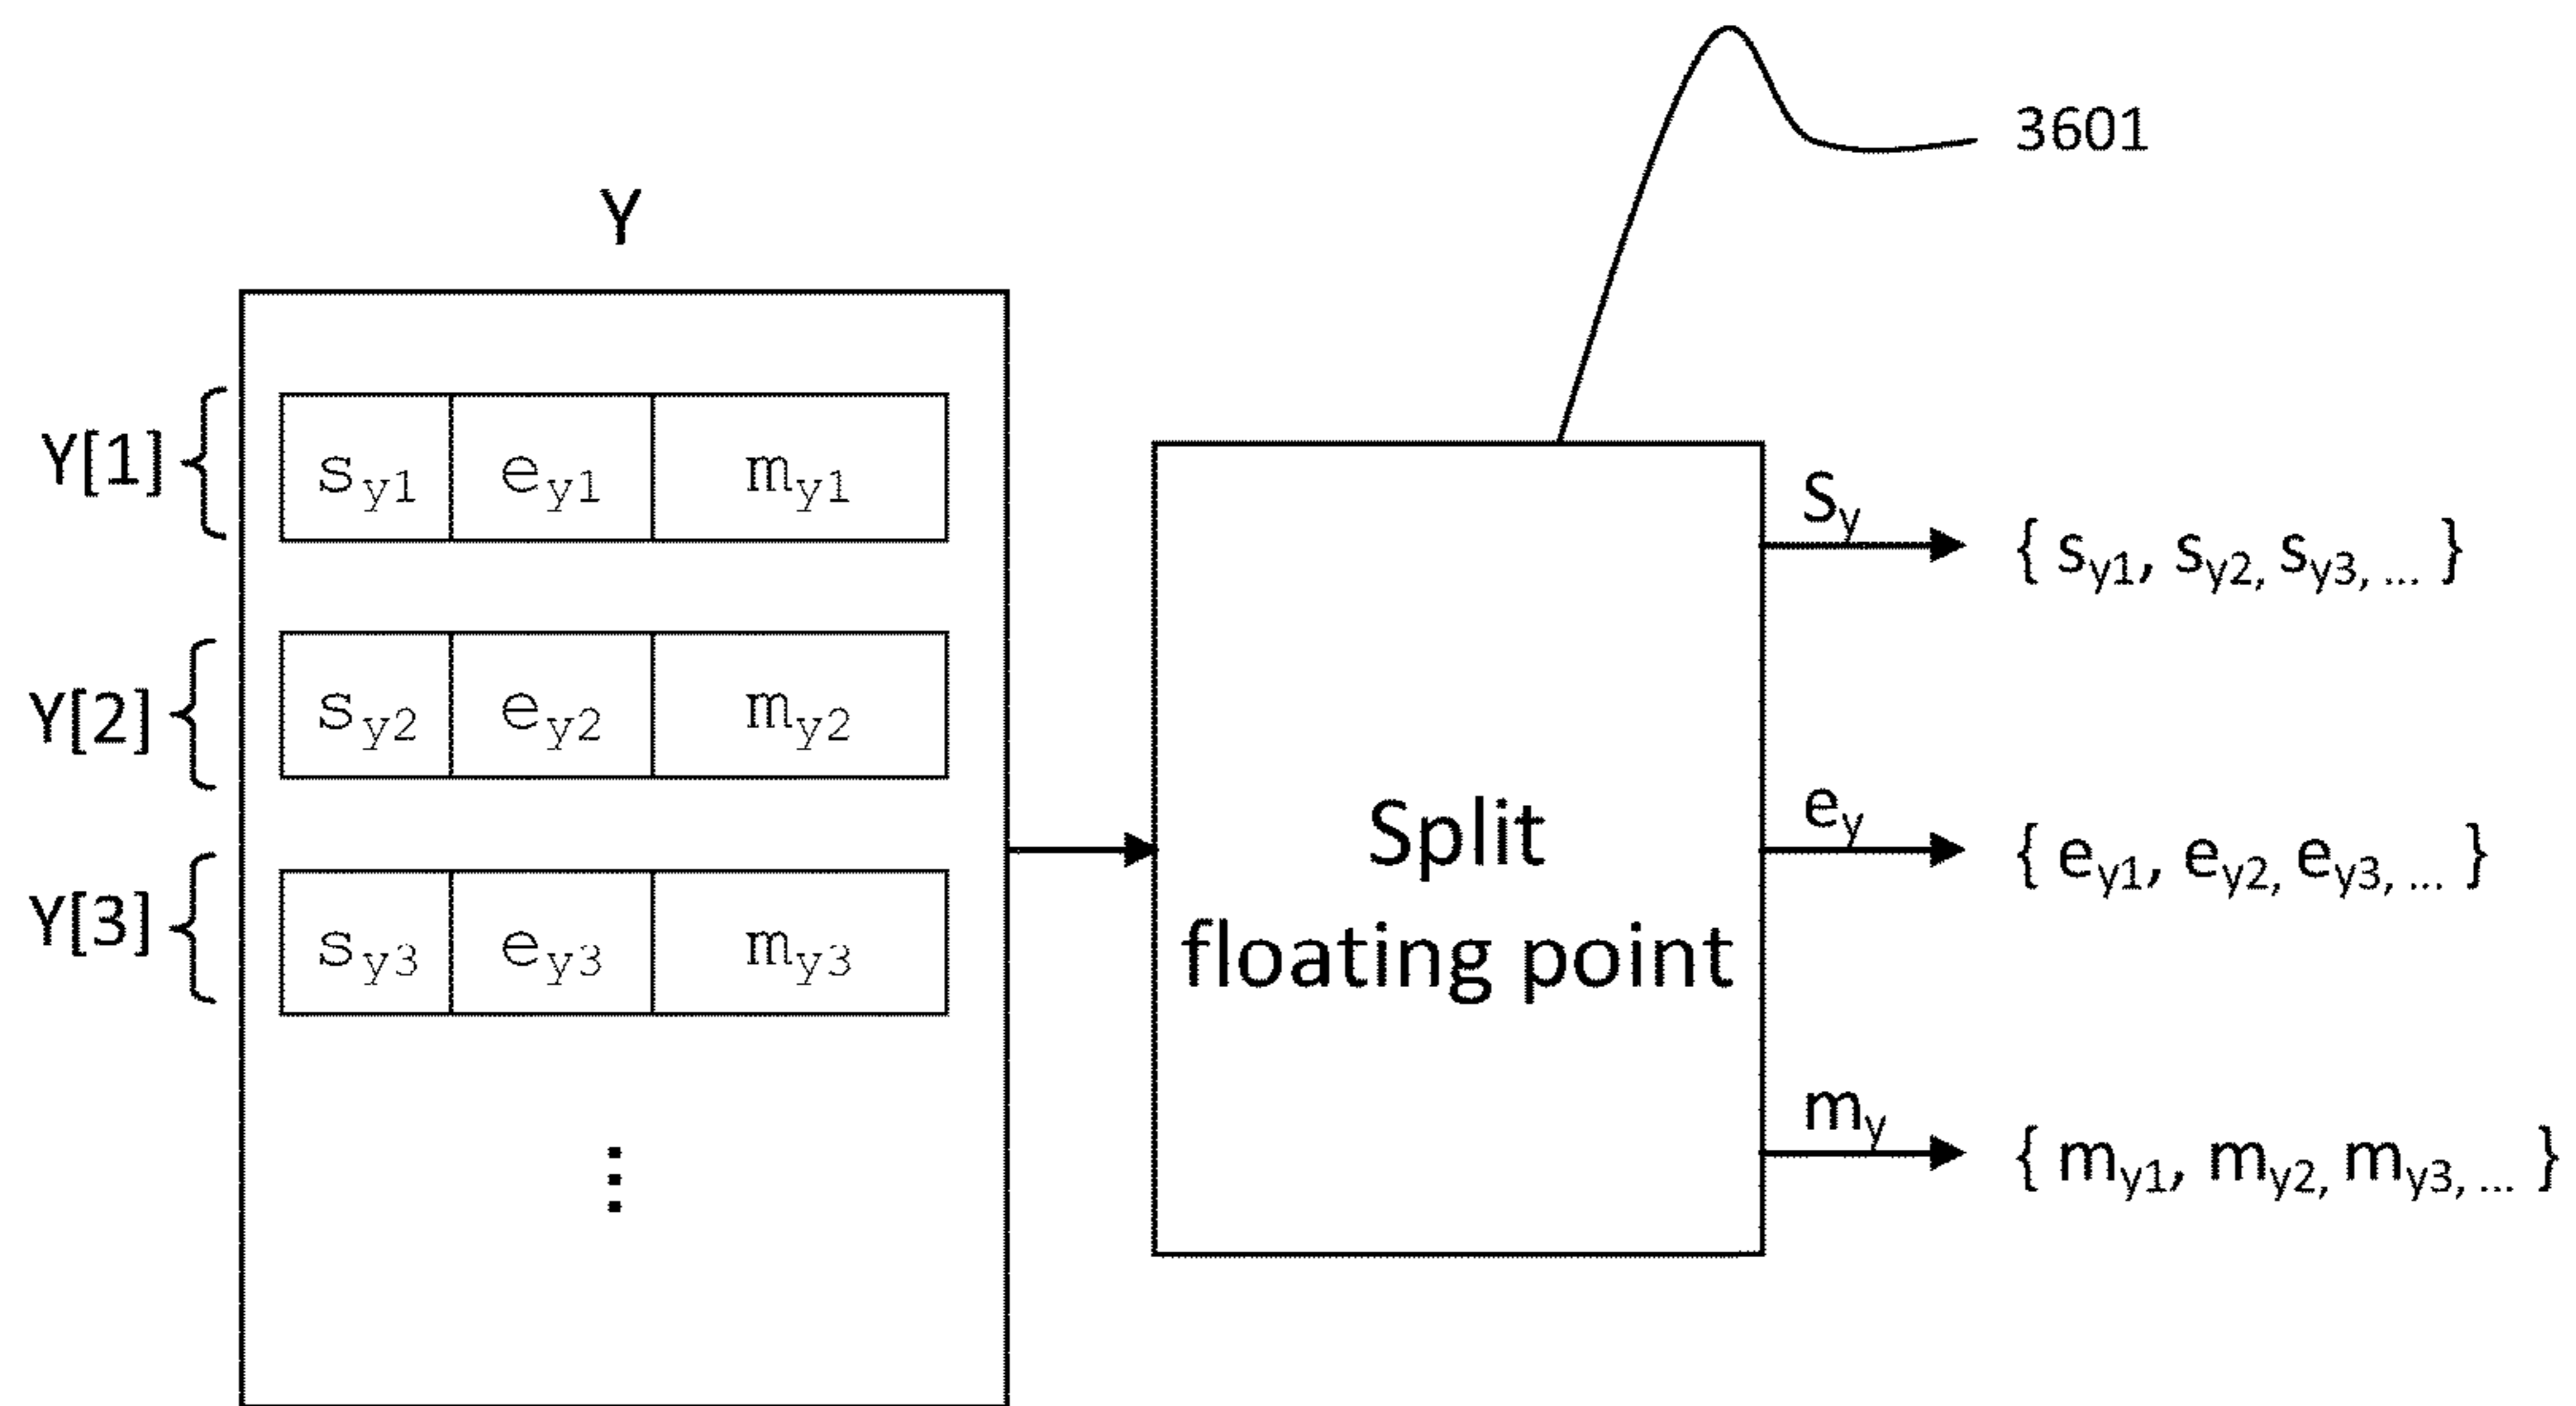 3601
Y
Y[1]
s_y1 e_y1 m_y1
Y[2]
s_y2 e_y2 m_y2
Y[3]
s_y3 e_y3 m_y3
⋮
Split
floating point
S_y
{ s_y1, s_y2, s_y3, ... }
e_y
{ e_y1, e_y2, e_y3, ... }
m_y
{ m_y1, m_y2, m_y3, ... }